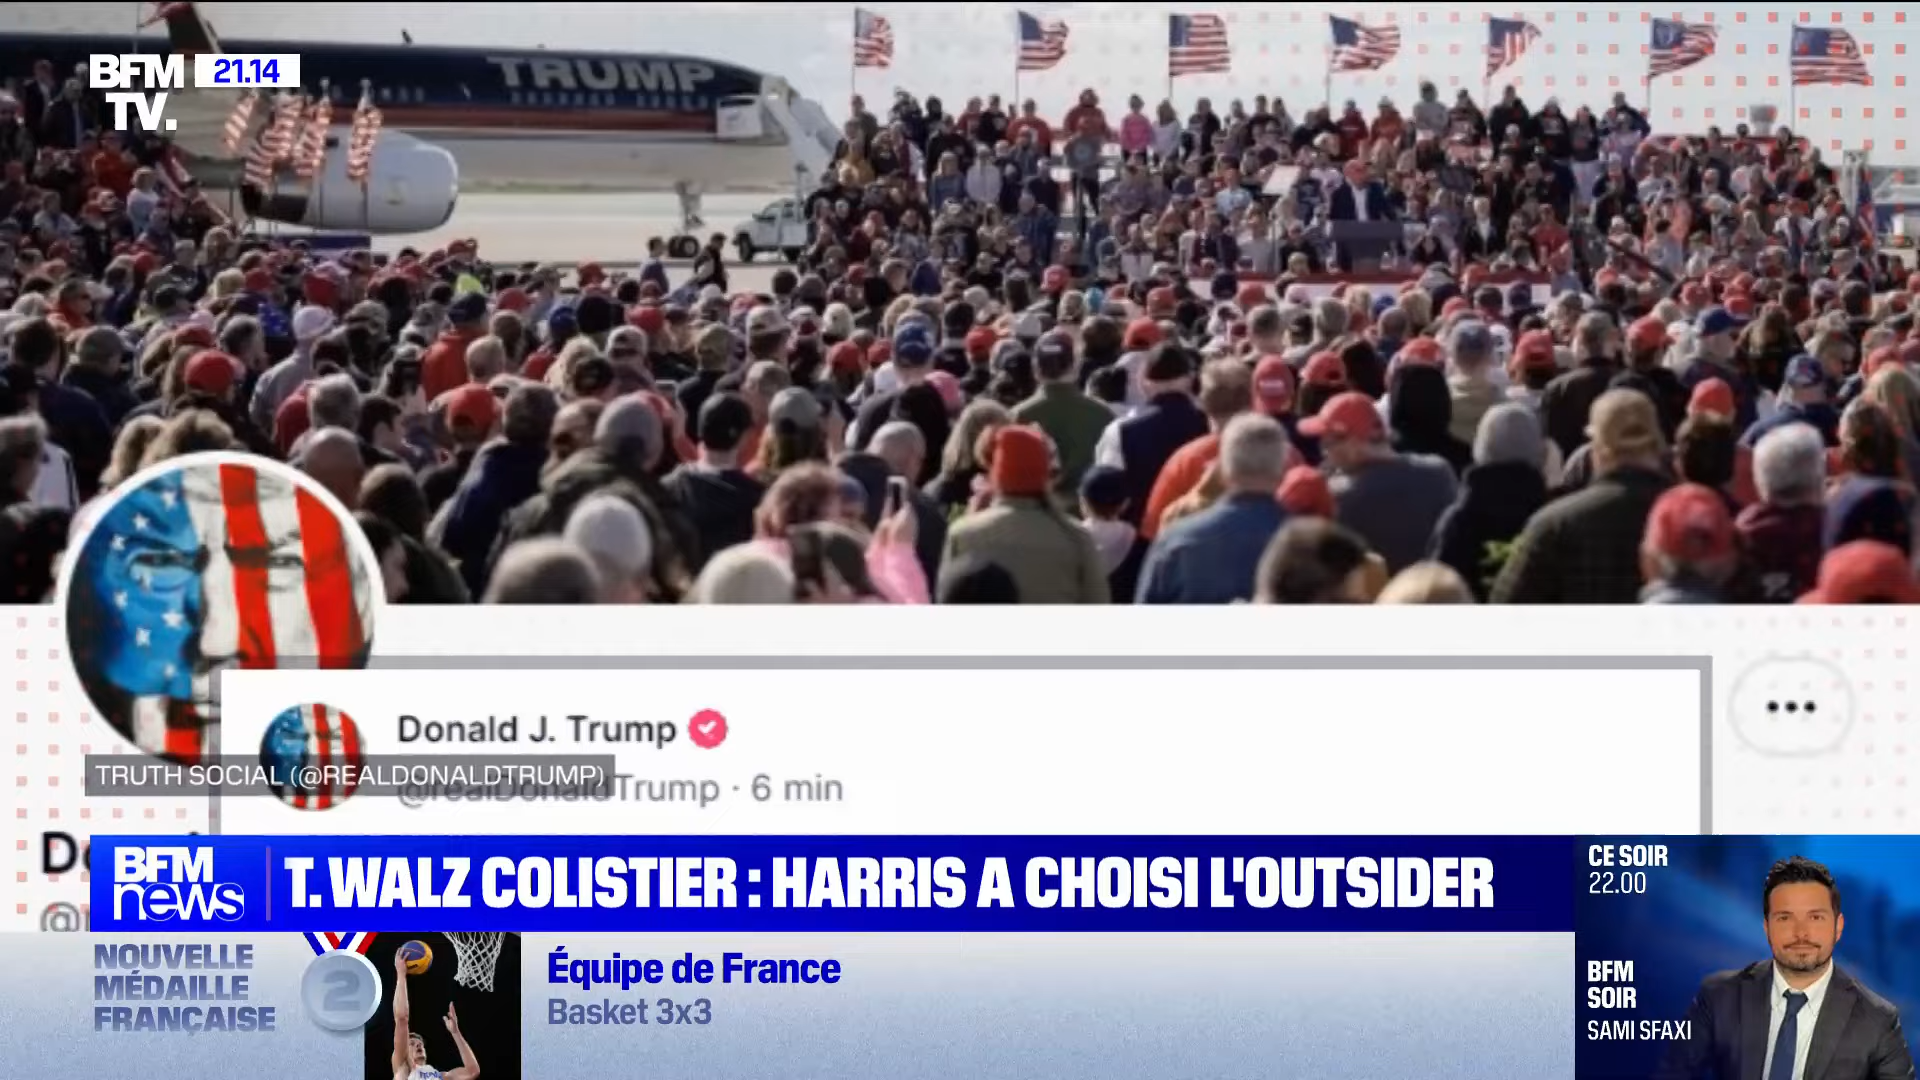 TRUMP
BFM
TV.
21.14
Donald J. Trump
TRUTH SOCIAL (@REALDONALDTRUMP)
@realDonaldTrump · 6 min
BFM
news
T. WALZ COLISTIER : HARRIS A CHOISI L'OUTSIDER
CE SOIR
22.00
BFM
SOIR
SAMI SFAXI
NOUVELLE
MÉDAILLE
FRANÇAISE
2
Équipe de France
Basket 3x3